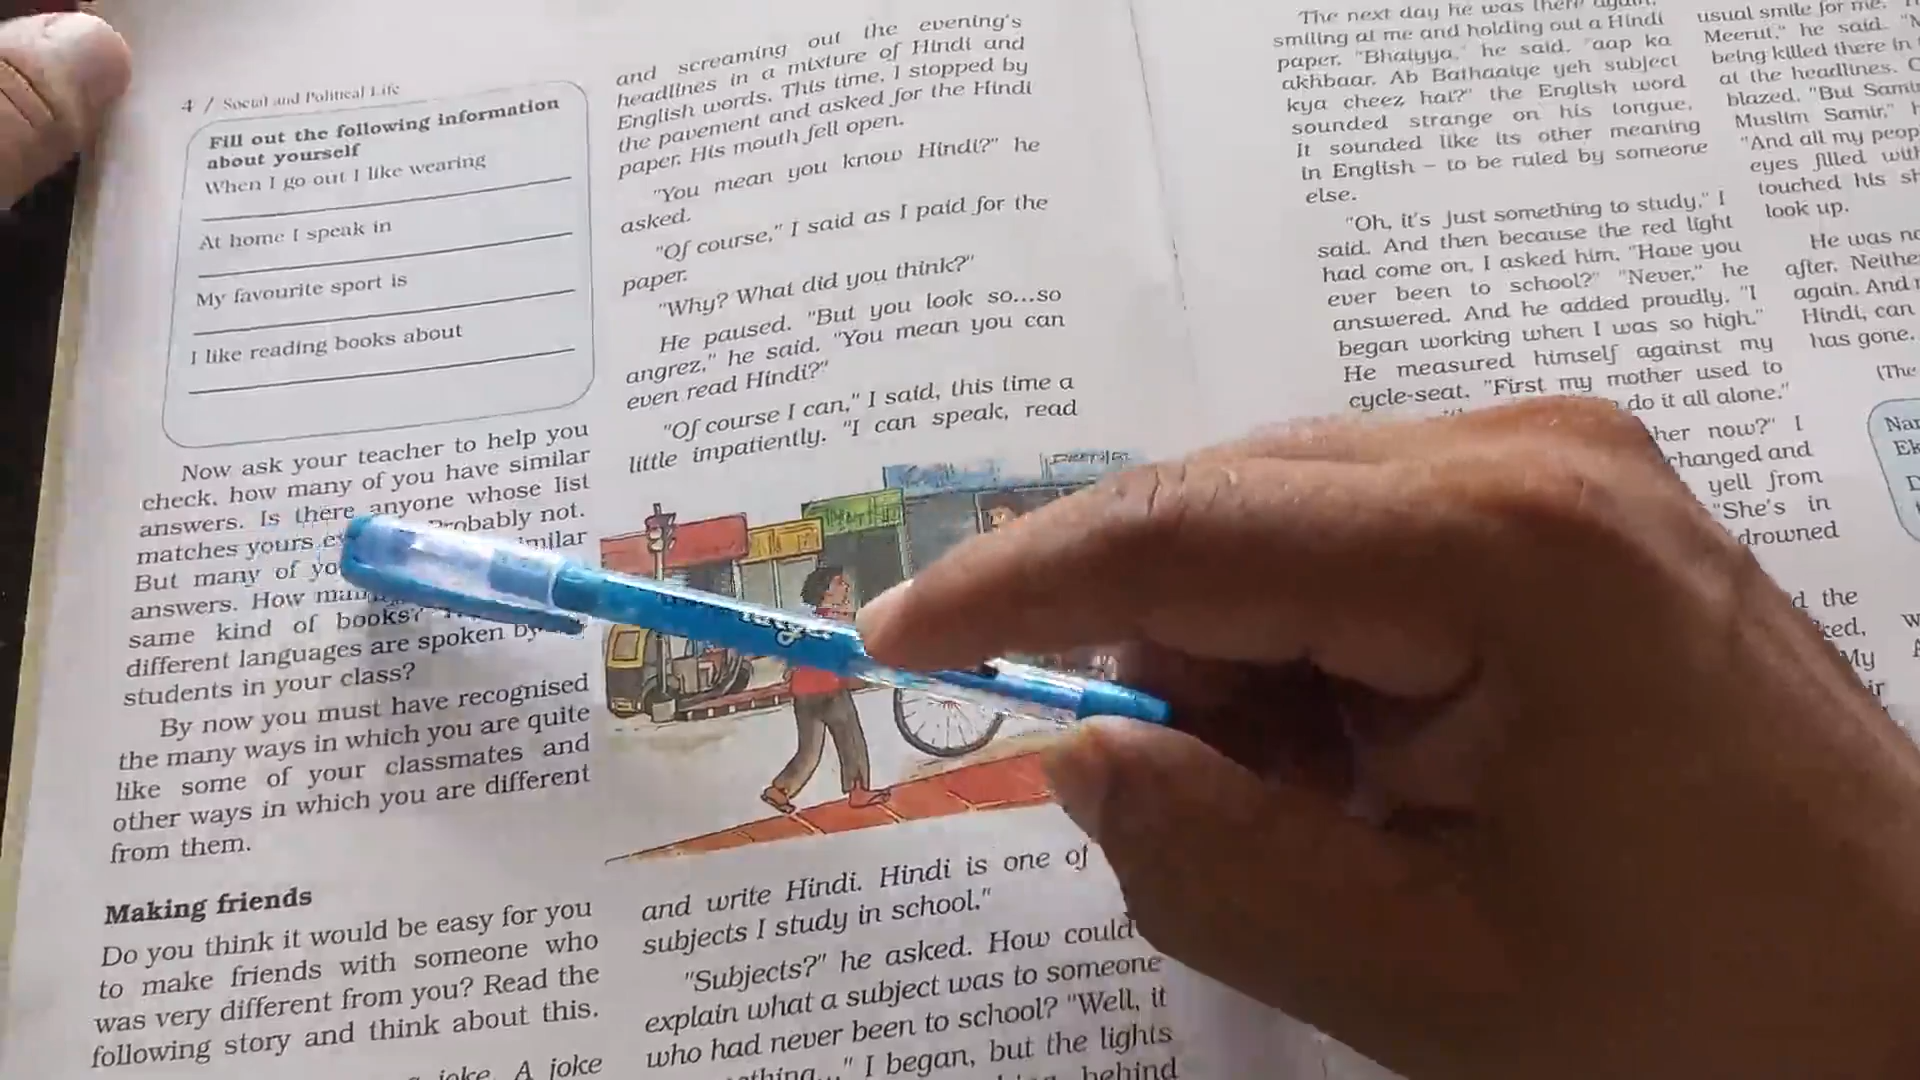 4 / Social and Political Life
Fill out the following information
about yourself
When I go out I like wearing
At home I speak in
My favourite sport is
I like reading books about
Now ask your teacher to help you
check, how many of you have similar
answers. Is there anyone whose list
matches yours Probably not.
But many of similar
answers. How
same kind of books?
different languages are spoken by
students in your class?
By now you must have recognised
the many ways in which you are quite
like some of your classmates and
other ways in which you are different
from them.
Making friends
Do you think it would be easy for you
to make friends with someone who
was very different from you? Read the
following story and think about this.
joke. A joke
and screaming out the evening's
headlines in a mixture of Hindi and
English words. This time, I stopped by
the pavement and asked for the Hindi
paper. His mouth fell open.
"You mean you know Hindi?" he
asked.
"Of course," I said as I paid for the
paper.
"Why? What did you think?"
He paused. "But you look so...so
angrez," he said. "You mean you can
even read Hindi?"
"Of course I can," I said, this time a
little impatiently. "I can speak, read
and write Hindi. Hindi is one of
subjects I study in school."
"Subjects?" he asked. How could
explain what a subject was to someone
who had never been to school? "Well, it
" I began, but the lights
behind
The next day he was there again,
smiling at me and holding out a Hindi
paper. "Bhaiyya," he said, "aap ka
akhbaar. Ab Bathaaiye yeh subject
kya cheez hai?" the English word
sounded strange on his tongue.
It sounded like its other meaning
in English – to be ruled by someone
else.
"Oh, it's just something to study," I
said. And then because the red light
had come on, I asked him, "Have you
ever been to school?" "Never," he
answered. And he added proudly, "I
began working when I was so high."
He measured himself against my
cycle-seat. "First my mother used to
do it all alone."
now?" I
changed and
yell from
"She's in
drowned
the
My
usual smile for me.
Meerut," he said.
being killed there in
at the headlines.
blazed. "But Samir
Muslim Samir,"
"And all my
eyes filled with
touched his
look up.
He was
after. Neither
again. And
Hindi, can
has gone.
(The